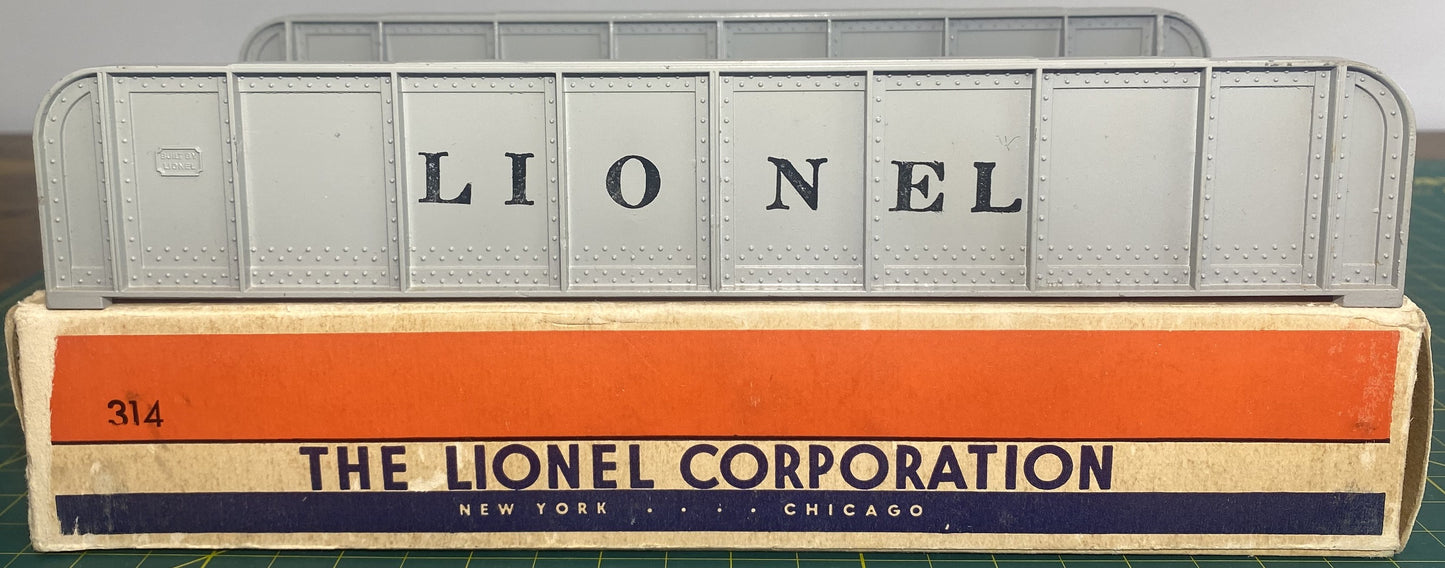 BUILT BY
LIONEL
LIONEL
314
THE LIONEL CORPORATION
NEW YORK . . . . CHICAGO